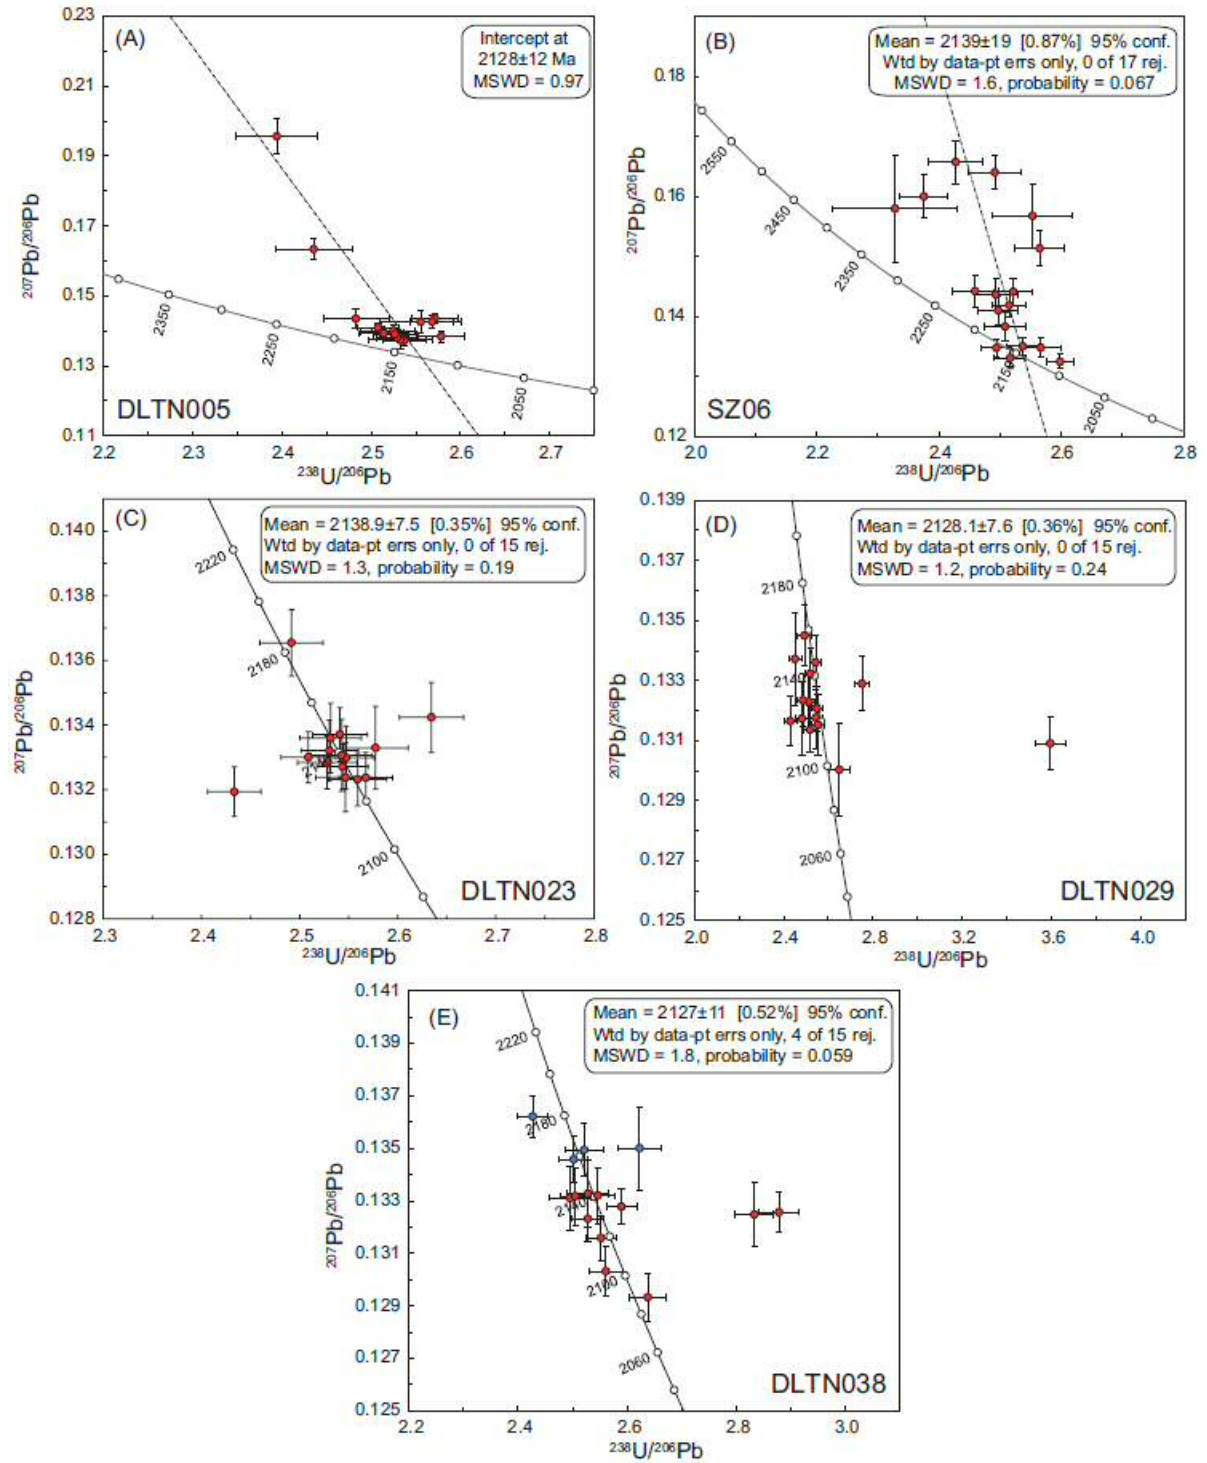 (A)
Intercept at
2128±12 Ma
MSWD = 0.97
0.23
0.21
0.19
0.17
0.15
0.13
0.11
207Pb/206Pb
2350
2250
2150
2050
DLTN005
2.2 2.3 2.4 2.5 2.6 2.7
238U/206Pb
(B)
Mean = 2139±19 [0.87%] 95% conf.
Wtd by data-pt errs only, 0 of 17 rej.
MSWD = 1.6, probability = 0.067
0.18
0.16
0.14
0.12
207Pb/206Pb
2550
2450
2350
2250
2150
2050
SZ06
2.0 2.2 2.4 2.6 2.8
238U/206Pb
(C)
Mean = 2138.9±7.5 [0.35%] 95% conf.
Wtd by data-pt errs only, 0 of 15 rej.
MSWD = 1.3, probability = 0.19
0.140
0.138
0.136
0.134
0.132
0.130
0.128
207Pb/206Pb
2220
2180
2100
DLTN023
2.3 2.4 2.5 2.6 2.7 2.8
238U/206Pb
(D)
Mean = 2128.1±7.6 [0.36%] 95% conf.
Wtd by data-pt errs only, 0 of 15 rej.
MSWD = 1.2, probability = 0.24
0.139
0.137
0.135
0.133
0.131
0.129
0.127
0.125
207Pb/206Pb
2180
2140
2100
2060
DLTN029
2.0 2.4 2.8 3.2 3.6 4.0
238U/206Pb
(E)
Mean = 2127±11 [0.52%] 95% conf.
Wtd by data-pt errs only, 4 of 15 rej.
MSWD = 1.8, probability = 0.059
0.141
0.139
0.137
0.135
0.133
0.131
0.129
0.127
0.125
207Pb/206Pb
2220
2180
2140
2100
2060
DLTN038
2.2 2.4 2.6 2.8 3.0
238U/206Pb